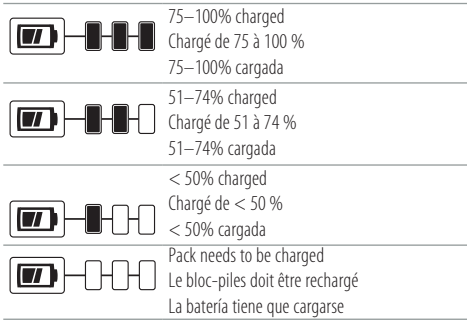 75–100% charged
Chargé de 75 à 100 %
75–100% cargada
51–74% charged
Chargé de 51 à 74 %
51–74% cargada
< 50% charged
Chargé de < 50 %
< 50% cargada
Pack needs to be charged
Le bloc-piles doit être rechargé
La batería tiene que cargarse